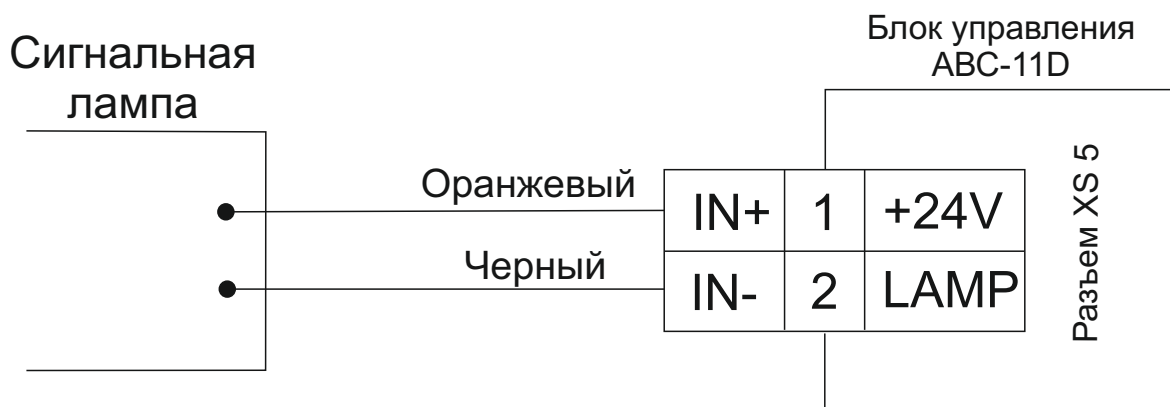 Сигнальная
лампа
Блок управления
ABC-11D
Оранжевый
Черный
IN+ 1 +24V
IN- 2 LAMP
Разъем XS 5